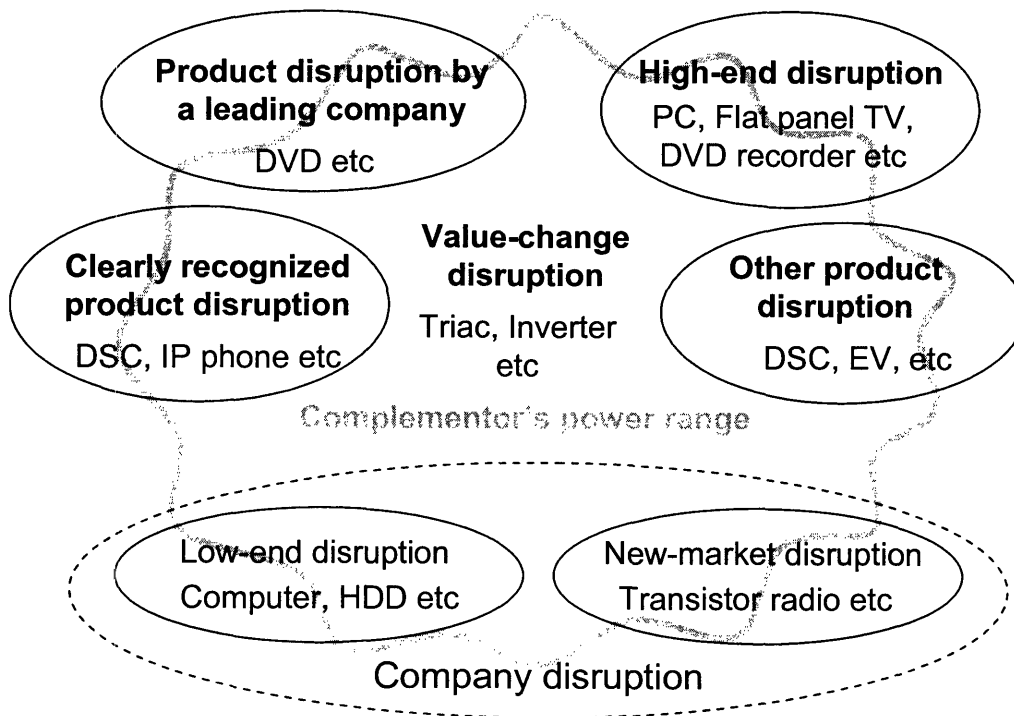 Product disruption by
a leading company
DVD etc
High-end disruption
PC, Flat panel TV,
DVD recorder etc
Clearly recognized
product disruption
DSC, IP phone etc
Value-change
disruption
Triac, Inverter
etc
Other product
disruption
DSC, EV, etc
Complementor's power range
Low-end disruption
Computer, HDD etc
New-market disruption
Transistor radio etc
Company disruption